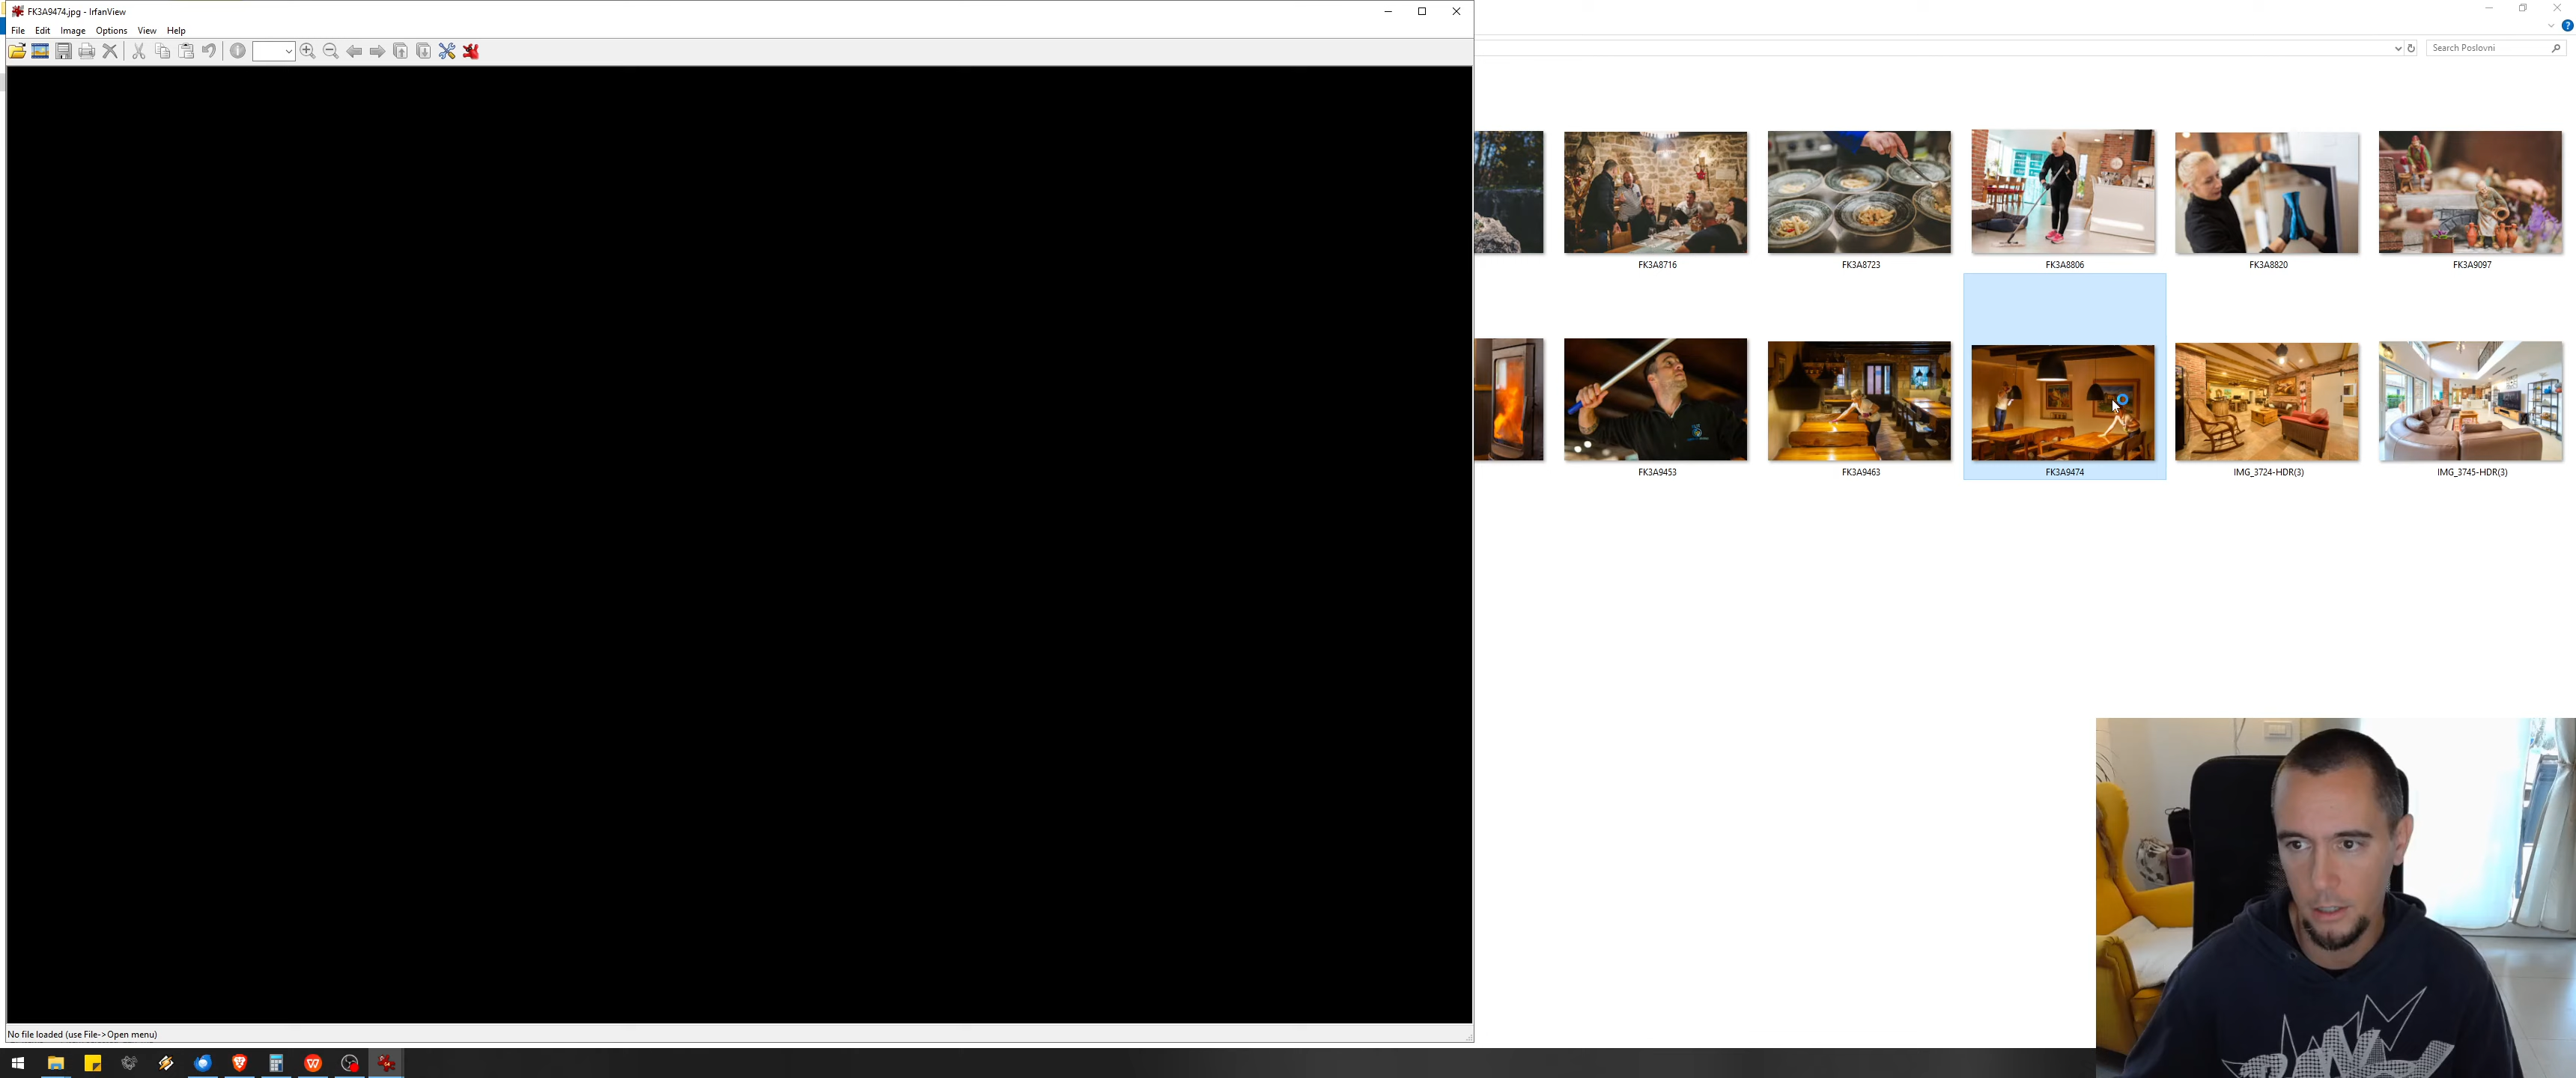 FK3A9474.jpg - IrfanView
File Edit Image Options View Help
Search Poslovni
FK3A8716 FK3A8723 FK3A8806 FK3A8820 FK3A9097
FK3A9453 FK3A9463 FK3A9474 IMG_3724-HDR(3) IMG_3745-HDR(3)
No file loaded (use File->Open menu)